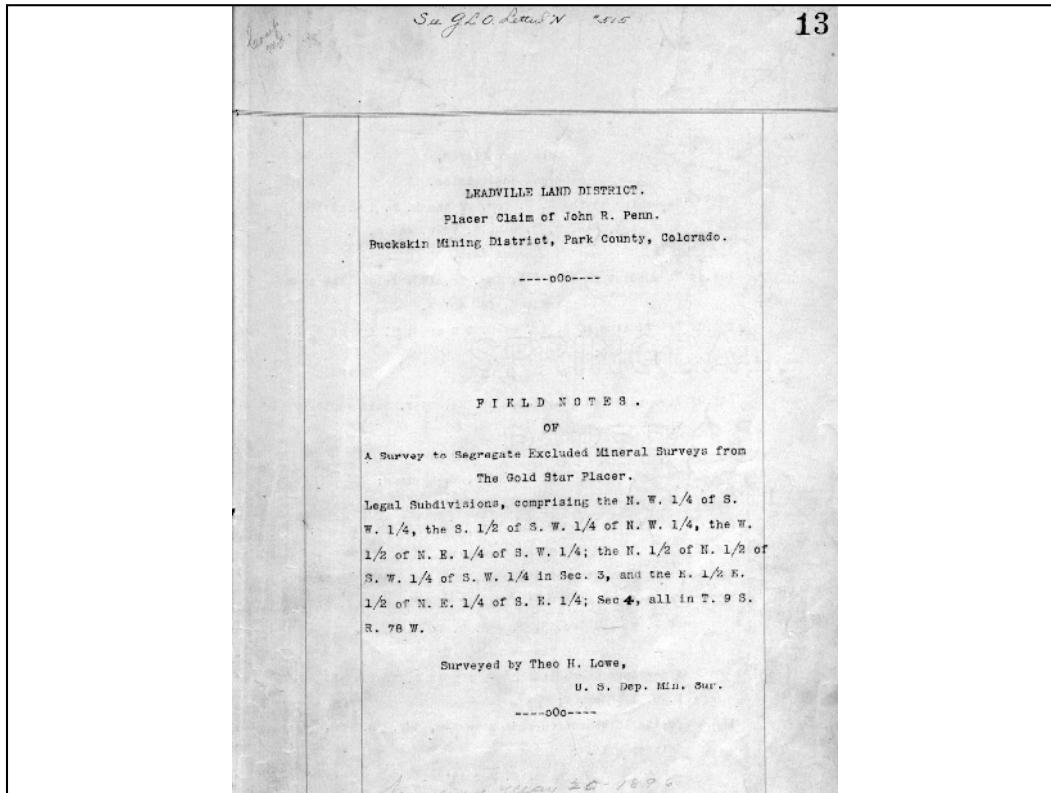 See G.L.O. Letter "N" 
13
LEADVILLE LAND DISTRICT.
Placer Claim of John R. Penn.
Buckskin Mining District, Park County, Colorado.
----oOo----
FIELD NOTES.
OF
A Survey to Segregate Excluded Mineral Surveys from
The Gold Star Placer.
Legal Subdivisions, comprising the N. W. 1/4 of S.
W. 1/4, the S. 1/2 of S. W. 1/4 of N. W. 1/4, the W.
1/2 of N. E. 1/4 of S. W. 1/4; the N. 1/2 of N. 1/2 of
S. W. 1/4 of S. W. 1/4 in Sec. 3, and the E. 1/2 E.
1/2 of N. E. 1/4 of S. E. 1/4; Sec 4, all in T. 9 S.
R. 78 W.
Surveyed by Theo H. Lowe,
U. S. Dep. Min. Sur.
----oOo----
May 20 - 1896